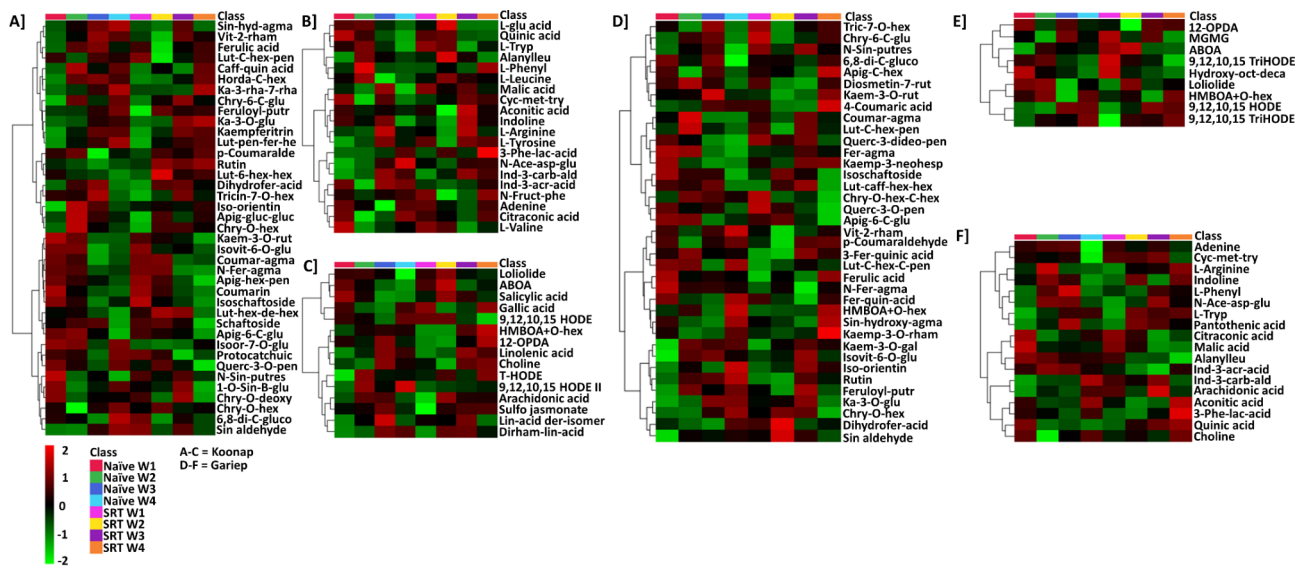 A]
Class
Sin-hyd-agma
Vit-2-rham
Ferulic acid
Lut-C-hex-pen
Caff-quin acid
Horda-C-hex
Ka-3-rha-7-rha
Chry-6-C-glu
Feruloyl-putr
Ka-3-O-glu
Kaempferitrin
Lut-pen-fer-he
p-Coumaralde
Rutin
Lut-6-hex-hex
Dihydrofer-acid
Tricin-7-O-hex
Iso-orientin
Apig-gluc-gluc
Chry-O-hex
Kaem-3-O-rut
Isovit-6-O-glu
Coumar-agma
N-Fer-agma
Apig-hex-pen
Coumarin
Isoschaftoside
Lut-hex-de-hex
Schaftoside
Apig-6-C-glu
Isoor-7-O-glu
Protocatchuic
Querc-3-O-pen
N-Sin-putres
1-O-Sin-B-glu
Chry-O-deoxy
Chry-O-hex
6,8-di-C-gluco
Sin aldehyde
2
1
0
-1
-2
Class
Naïve W1
Naïve W2
Naïve W3
Naïve W4
SRT W1
SRT W2
SRT W3
SRT W4
A-C = Koonap
D-F = Gariep
B]
Class
L-glu acid
Quinic acid
L-Tryp
Alanylleu
L-Phenyl
L-Leucine
Malic acid
Cyc-met-try
Aconitic acid
Indoline
L-Arginine
L-Tyrosine
3-Phe-lac-acid
N-Ace-asp-glu
Ind-3-carb-ald
Ind-3-acr-acid
N-Fruct-phe
Adenine
Citraconic acid
L-Valine
C]
Class
Loliolide
ABOA
Salicylic acid
Gallic acid
9,12,10,15 HODE
HMBOA+O-hex
12-OPDA
Linolenic acid
Choline
T-HODE
9,12,10,15 HODE II
Arachidonic acid
Sulfo jasmonate
Lin-acid der-isomer
Dirham-lin-acid
D]
Class
Tric-7-O-hex
Chry-6-C-glu
N-Sin-putres
6,8-di-C-gluco
Apig-C-hex
Diosmetin-7-rut
Kaem-3-O-rut
4-Coumaric acid
Coumar-agma
Lut-C-hex-pen
Querc-3-dideo-pen
Fer-agma
Kaemp-3-neohesp
Isoschaftoside
Lut-caff-hex-hex
Chry-O-hex-C-hex
Querc-3-O-pen
Apig-6-C-glu
Vit-2-rham
p-Coumaraldehyde
3-Fer-quinic acid
Lut-C-hex-C-pen
Ferulic acid
N-Fer-agma
Fer-quin-acid
HMBOA+O-hex
Sin-hydroxy-agma
Kaemp-3-O-rham
Kaem-3-O-gal
Isovit-6-O-glu
Iso-orientin
Rutin
Feruloyl-putr
Ka-3-O-glu
Chry-O-hex
Dihydrofer-acid
Sin aldehyde
E]
Class
12-OPDA
MGMG
ABOA
9,12,10,15 TriHODE
Hydroxy-oct-deca
Loliolide
HMBOA+O-hex
9,12,10,15 HODE
9,12,10,15 TriHODE
F]
Class
Adenine
Cyc-met-try
L-Arginine
Indoline
L-Phenyl
N-Ace-asp-glu
L-Tryp
Pantothenic acid
Citraconic acid
Malic acid
Alanylleu
Ind-3-acr-acid
Ind-3-carb-ald
Arachidonic acid
Aconitic acid
3-Phe-lac-acid
Quinic acid
Choline